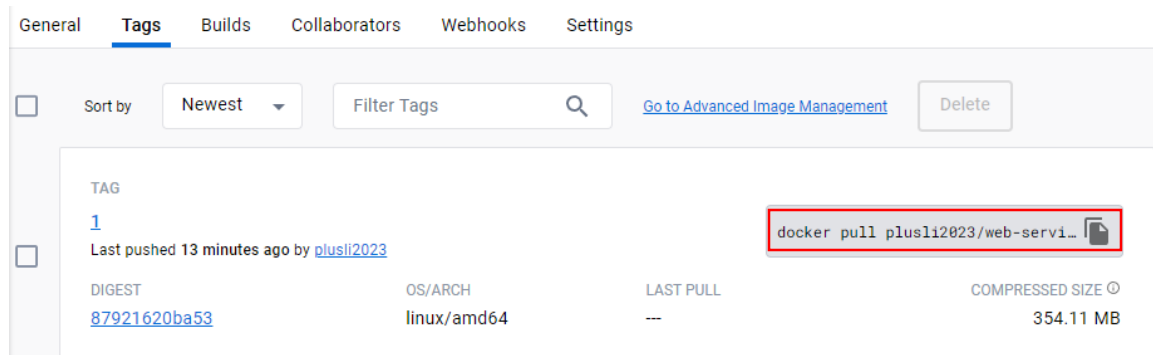 General Tags Builds Collaborators Webhooks Settings
Sort by Newest Filter Tags Go to Advanced Image Management Delete
TAG
1
docker pull plusli2023/web-servi…
Last pushed 13 minutes ago by plusli2023
DIGEST OS/ARCH LAST PULL COMPRESSED SIZE
87921620ba53 linux/amd64 --- 354.11 MB